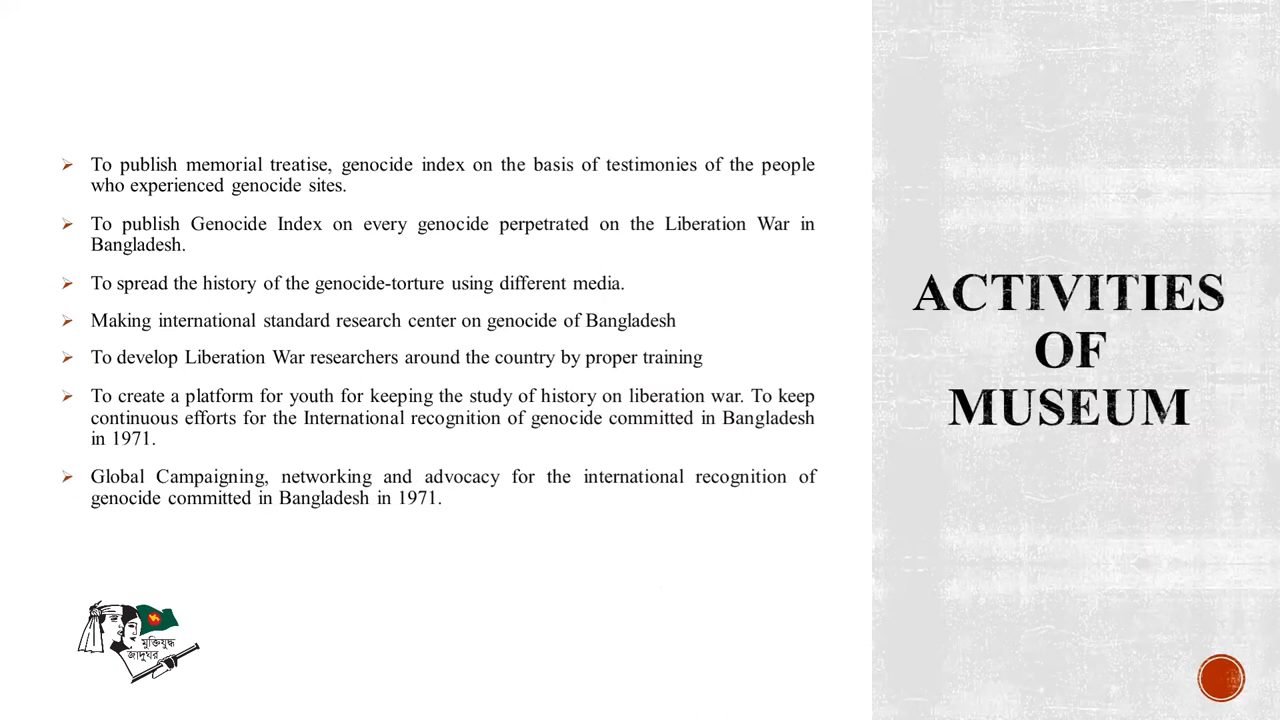 To publish memorial treatise, genocide index on the basis of testimonies of the people
who experienced genocide sites.
To publish Genocide Index on every genocide perpetrated on the Liberation War in
Bangladesh.
To spread the history of the genocide-torture using different media.
Making international standard research center on genocide of Bangladesh
To develop Liberation War researchers around the country by proper training
To create a platform for youth for keeping the study of history on liberation war. To keep
continuous efforts for the International recognition of genocide committed in Bangladesh
in 1971.
Global Campaigning, networking and advocacy for the international recognition of
genocide committed in Bangladesh in 1971.
মুক্তিযুদ্ধ
জাদুঘর
ACTIVITIES
OF
MUSEUM